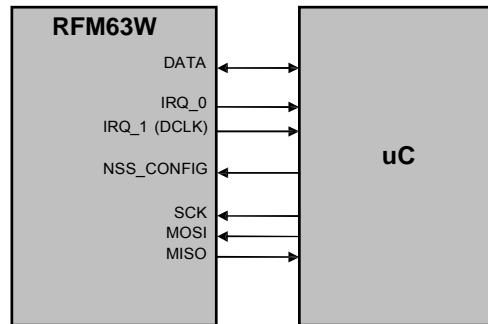 RFM63W
DATA
IRQ_0
IRQ_1 (DCLK)
uC
NSS_CONFIG
SCK
MOSI
MISO